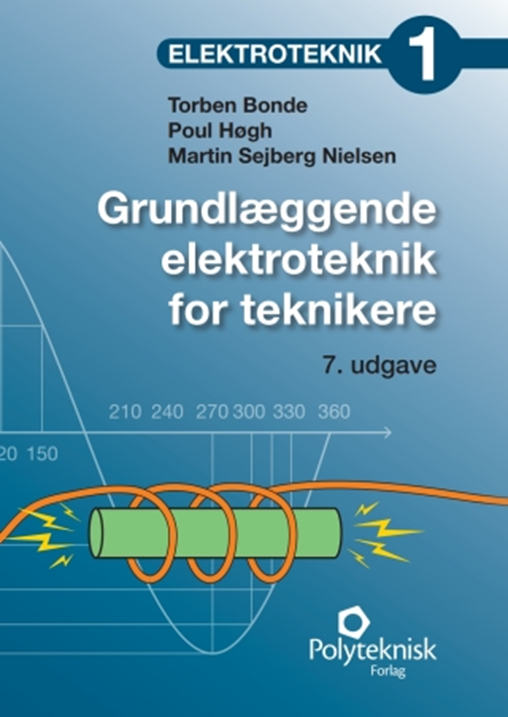 ELEKTROTEKNIK 1
Torben Bonde
Poul Høgh
Martin Sejberg Nielsen
Grundlæggende
elektroteknik
for teknikere
7. udgave
210 240 270 300 330 360
20 150
Polyteknisk
Forlag